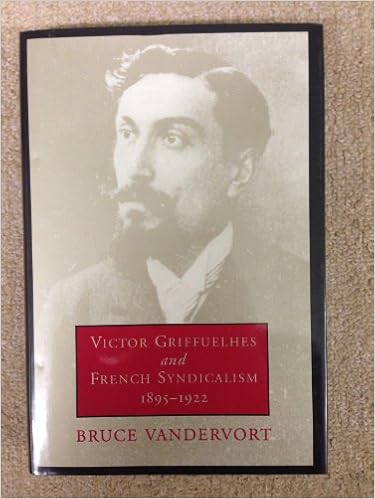 VICTOR GRIFFUELHES
and
FRENCH SYNDICALISM
1895–1922
BRUCE VANDERVORT